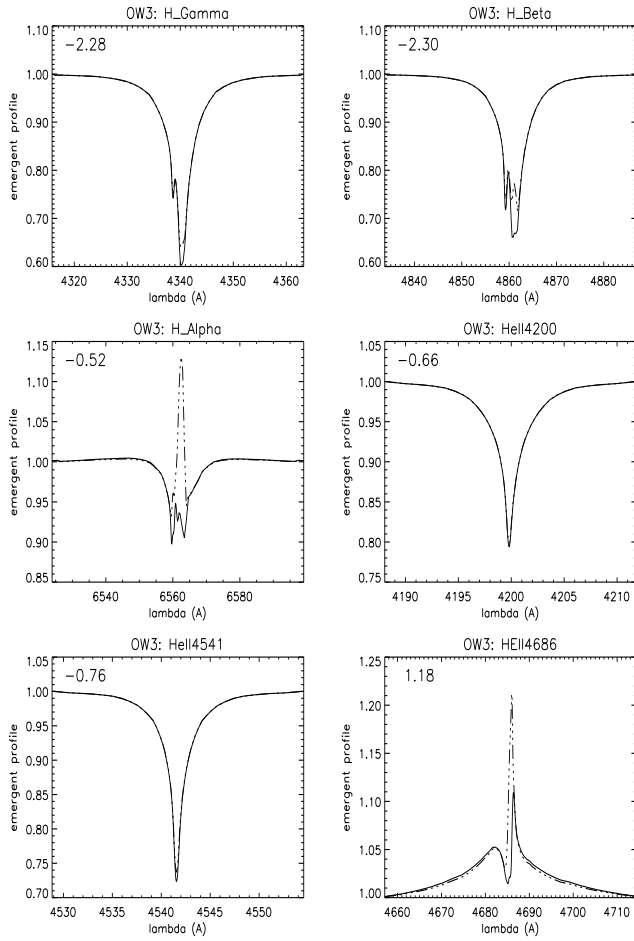 OW3: H_Gamma
−2.28
1.10
1.00
0.90
0.80
0.70
0.60
emergent profile
4320 4330 4340 4350 4360
lambda (A)
OW3: H_Beta
−2.30
1.10
1.00
0.90
0.80
0.70
0.60
emergent profile
4840 4850 4860 4870 4880
lambda (A)
OW3: H_Alpha
−0.52
1.15
1.10
1.05
1.00
0.95
0.90
0.85
emergent profile
6540 6560 6580
lambda (A)
OW3: HeII4200
−0.66
1.05
1.00
0.95
0.90
0.85
0.80
0.75
emergent profile
4190 4195 4200 4205 4210
lambda (A)
OW3: HeII4541
−0.76
1.05
1.00
0.95
0.90
0.85
0.80
0.75
0.70
emergent profile
4530 4535 4540 4545 4550
lambda (A)
OW3: HEII4686
1.18
1.25
1.20
1.15
1.10
1.05
1.00
emergent profile
4660 4670 4680 4690 4700 4710
lambda (A)